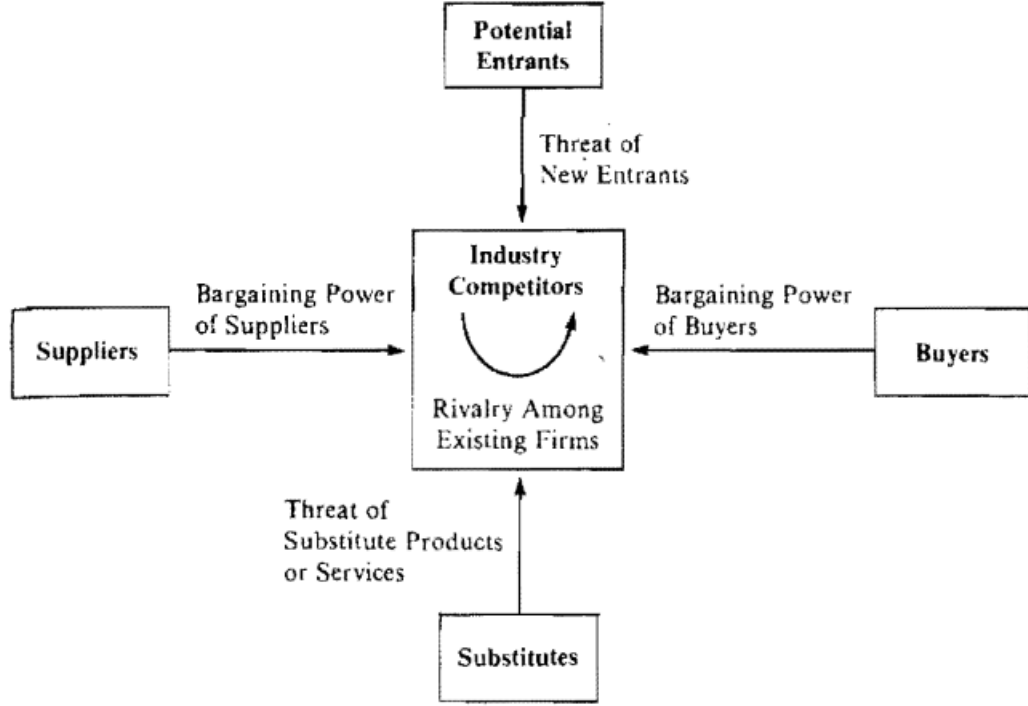 Potential
Entrants
Threat of
New Entrants
Industry
Competitors
Bargaining Power
of Suppliers
Bargaining Power
of Buyers
Suppliers
Buyers
Rivalry Among
Existing Firms
Threat of
Substitute Products
or Services
Substitutes